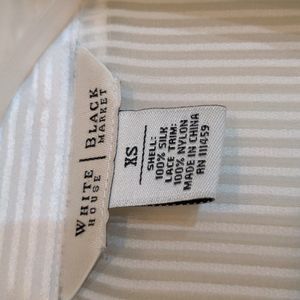 WHITE | BLACK
HOUSE | MARKET
XS
SHELL:
100% SILK
LACE TRIM:
100% NYLON
MADE IN CHINA
RN 111459